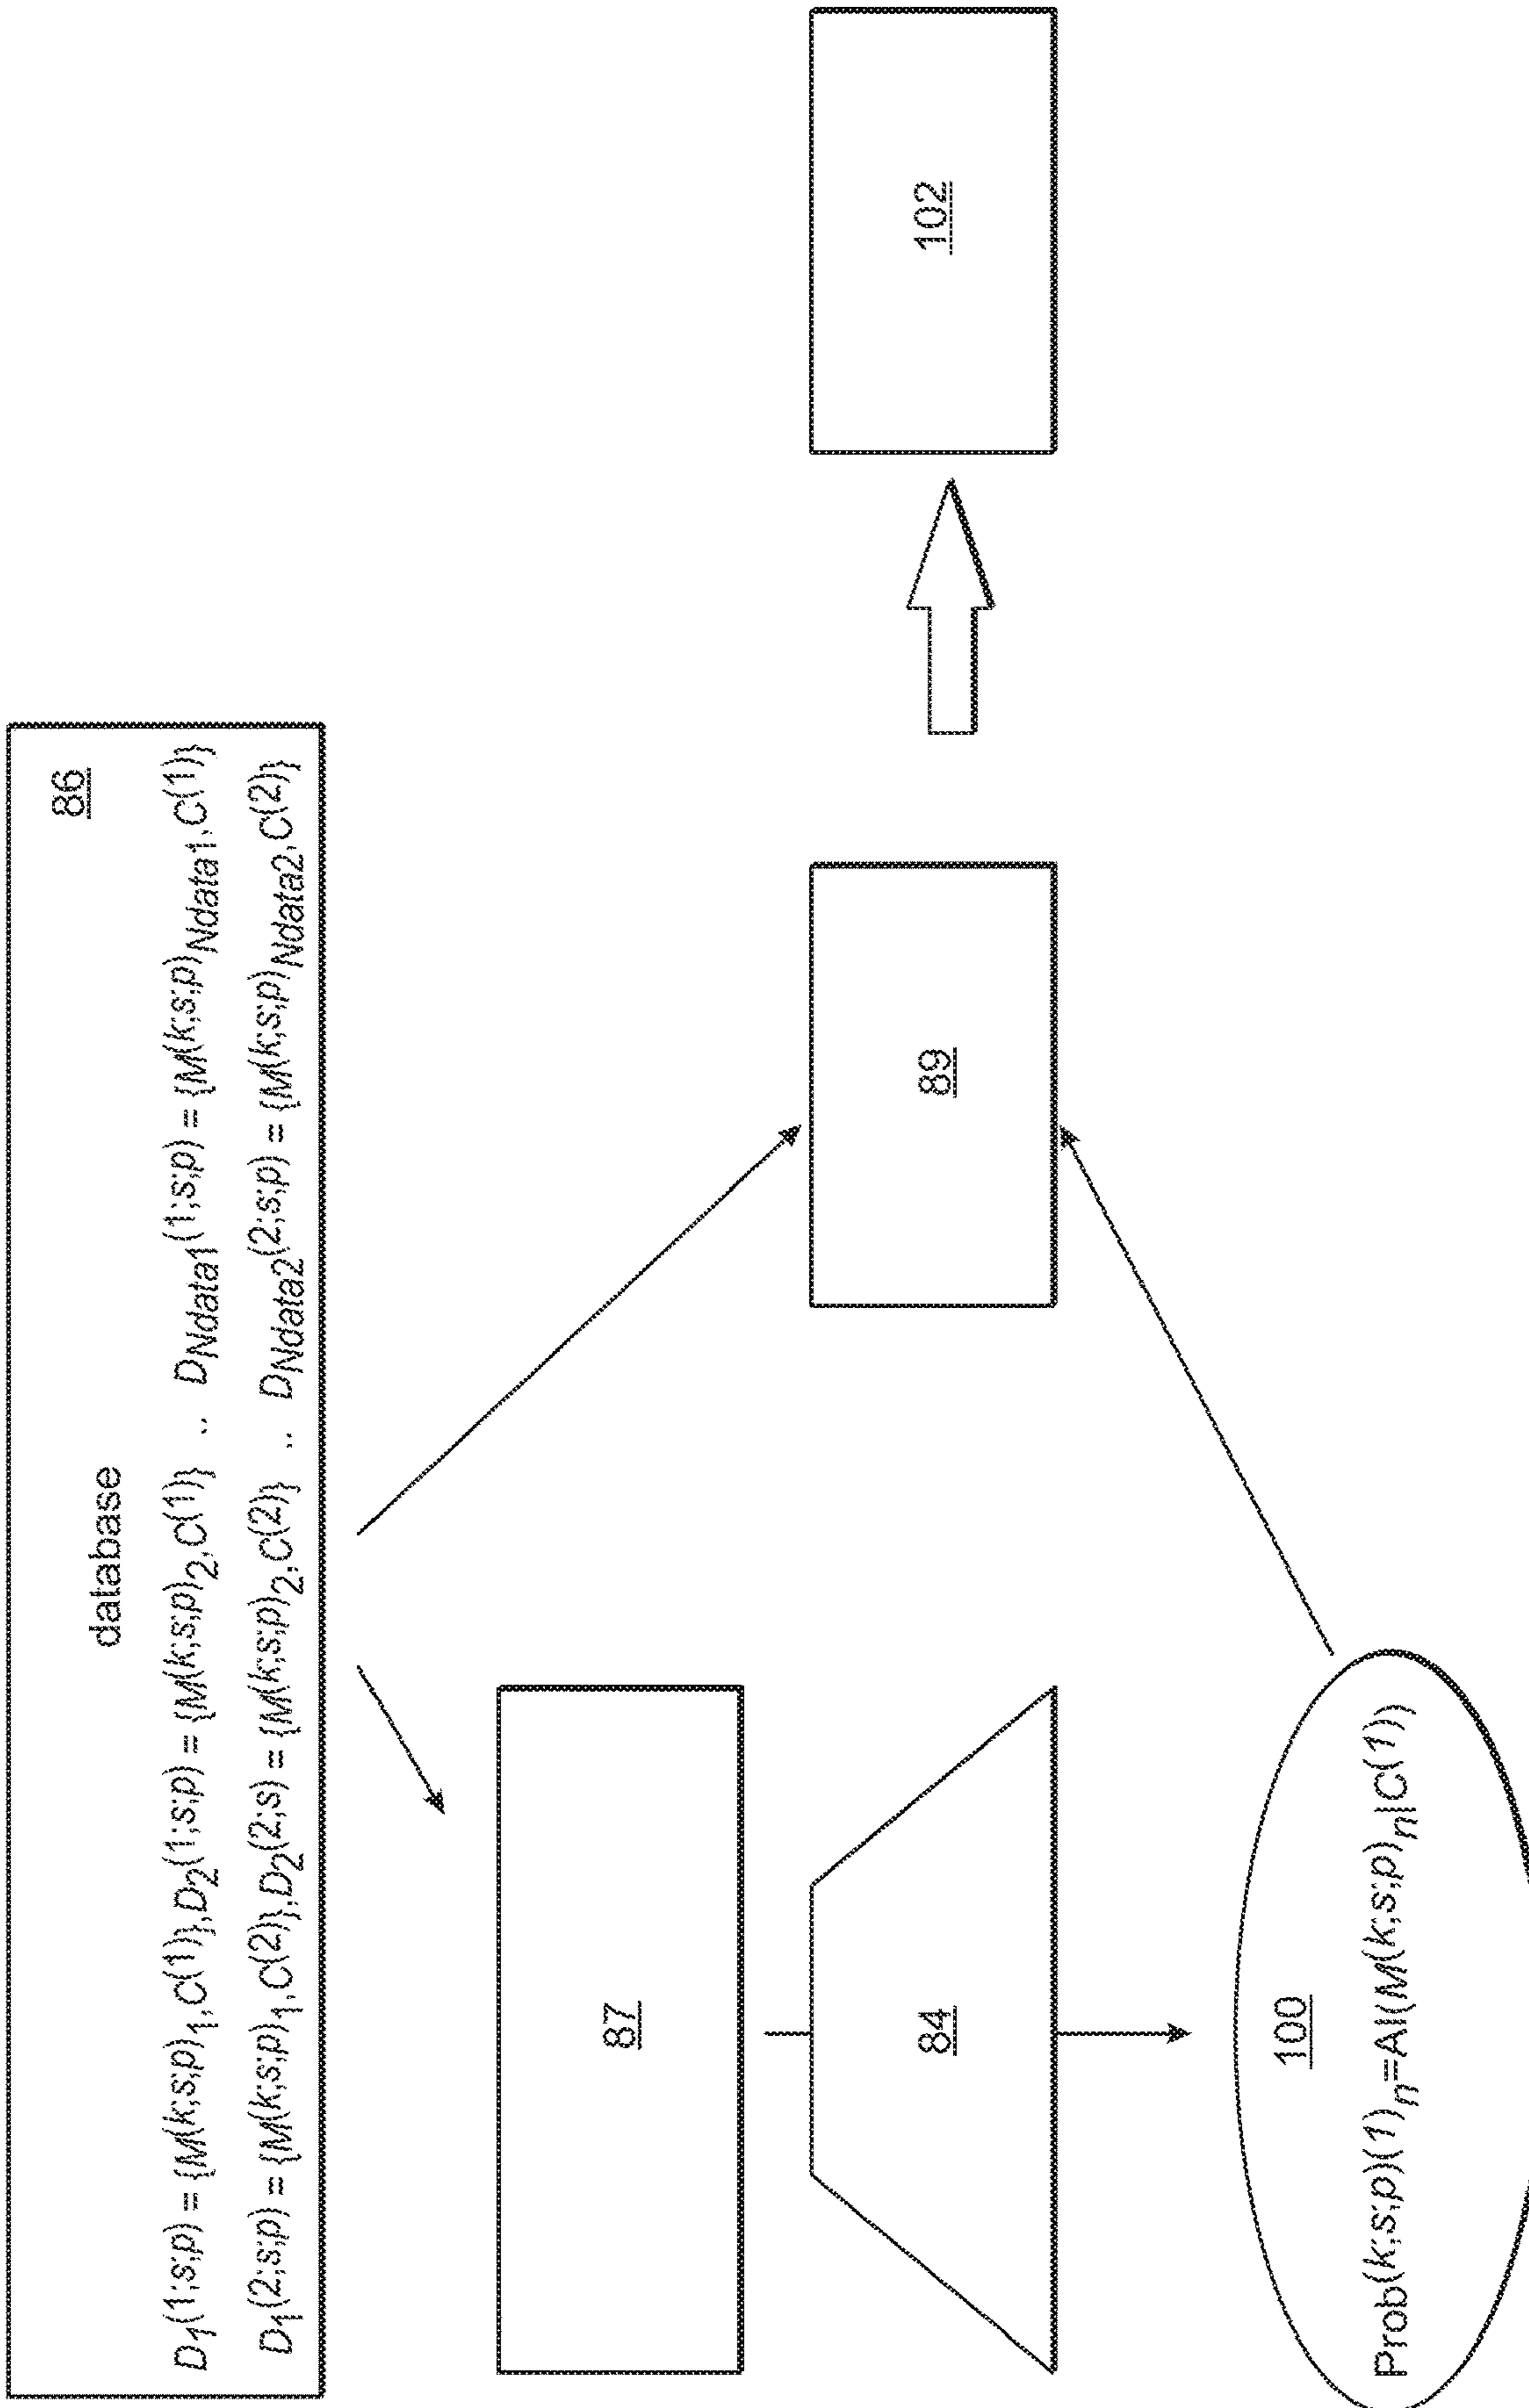 86
database
D1(1;s;p) = {M(k;s;p)1,C(1)},D2(1;s;p) = {M(k;s;p)2,C(1)} .. DNdata1(1;s;p) = {M(k;s;p)Ndata1,C(1)}
D1(2;s;p) = {M(k;s;p)1,C(2)},D2(2;s) = {M(k;s;p)2,C(2)} .. DNdata2(2;s;p) = {M(k;s;p)Ndata2,C(2)}
87
84
89
102
100
Prob(k;s;p)(1)n=AI(M(k;s;p)n|C(1))